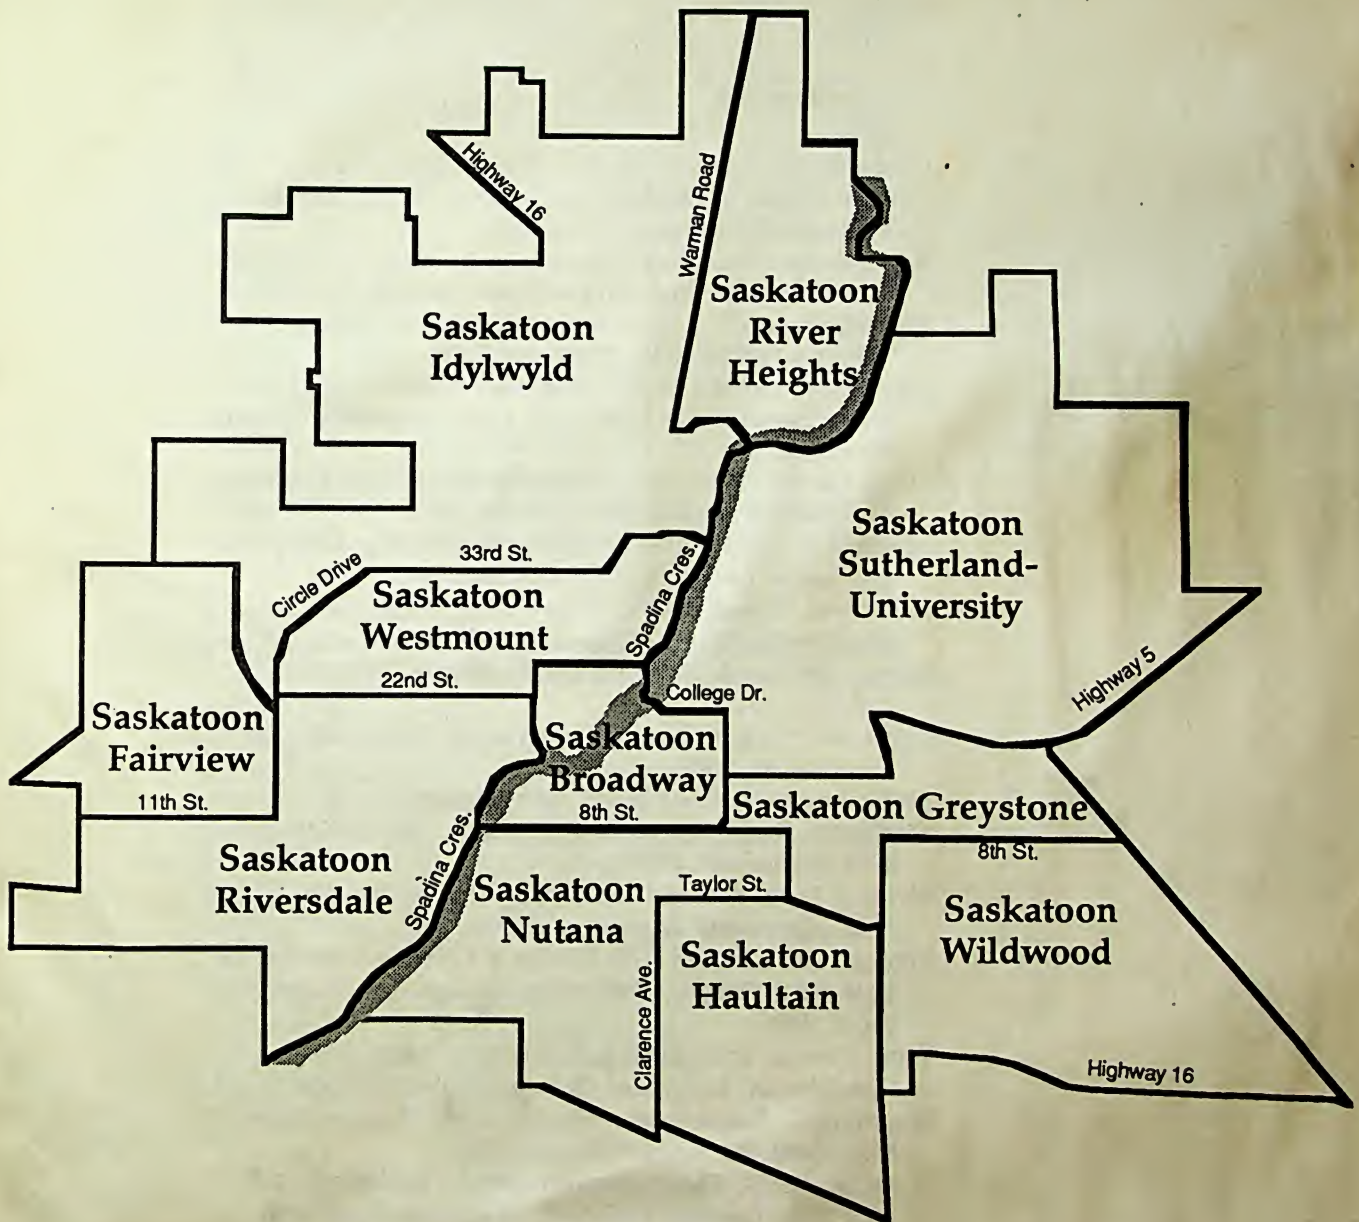 Highway 16
Warman Road
Saskatoon
River
Heights
Saskatoon
Idylwyld
Saskatoon
Sutherland-
University
33rd St.
Circle Drive
Saskatoon
Westmount
Spadina Cres.
22nd St.
College Dr.
Highway 5
Saskatoon
Fairview
11th St.
Saskatoon
Broadway
8th St.
Saskatoon Greystone
8th St.
Saskatoon
Riversdale
Spadina Cres.
Saskatoon
Nutana
Taylor St.
Clarence Ave.
Saskatoon
Haultain
Saskatoon
Wildwood
Highway 16